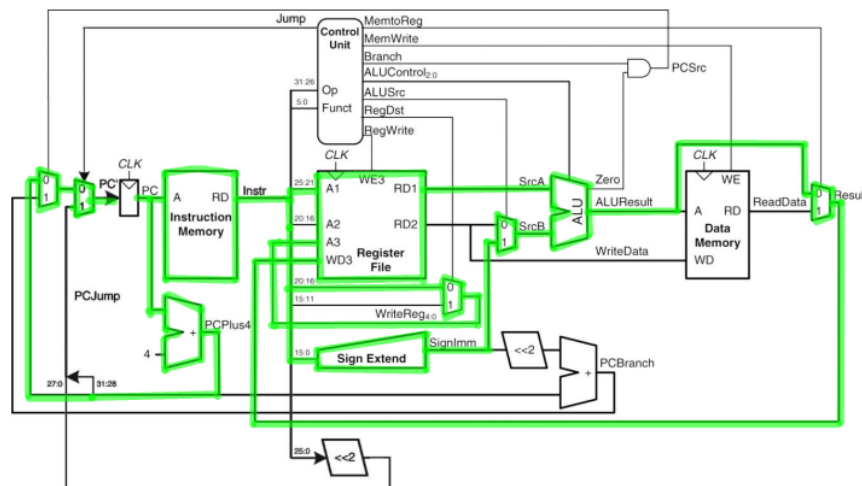 Jump
Control
Unit
MemtoReg
MemWrite
Branch
ALUControl2:0
ALUSrc
RegDst
RegWrite
PCSrc
31:26
Op
5:0
Funct
CLK
CLK
CLK
0
1
PC'
0
1
PC
A
RD
Instruction
Memory
Instr
25:21
A1
WE3
RD1
20:16
A2
RD2
A3
WD3
Register
File
SrcA
0
1
SrcB
ALU
Zero
ALUResult
WE
A
RD
Data
Memory
WD
ReadData
0
1
Result
WriteData
20:16
0
15:11
1
WriteReg4:0
PCJump
PCPlus4
+
4
15:0
Sign Extend
SignImm
<<2
+
PCBranch
27:0
31:28
25:0
<<2